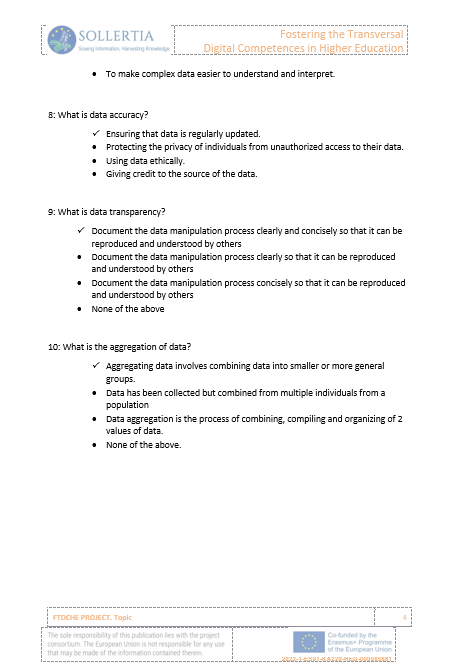 SOLLERTIA
Sowing Information, Harvesting Knowledge
Fostering the Transversal
Digital Competences in Higher Education
• To make complex data easier to understand and interpret.
8: What is data accuracy?
✓ Ensuring that data is regularly updated.
• Protecting the privacy of individuals from unauthorized access to their data.
• Using data ethically.
• Giving credit to the source of the data.
9: What is data transparency?
✓ Document the data manipulation process clearly and concisely so that it can be
reproduced and understood by others
• Document the data manipulation process clearly so that it can be reproduced
and understood by others
• Document the data manipulation process concisely so that it can be reproduced
and understood by others
• None of the above
10: What is the aggregation of data?
✓ Aggregating data involves combining data into smaller or more general
groups.
• Data has been collected but combined from multiple individuals from a
population
• Data aggregation is the process of combining, compiling and organizing of 2
values of data.
• None of the above.
FTDCHE PROJECT. Topic
4
The sole responsibility of this publication lies with the project
consortium. The European Union is not responsible for any use
that may be made of the information contained therein.
Co-funded by the
Erasmus+ Programme
of the European Union